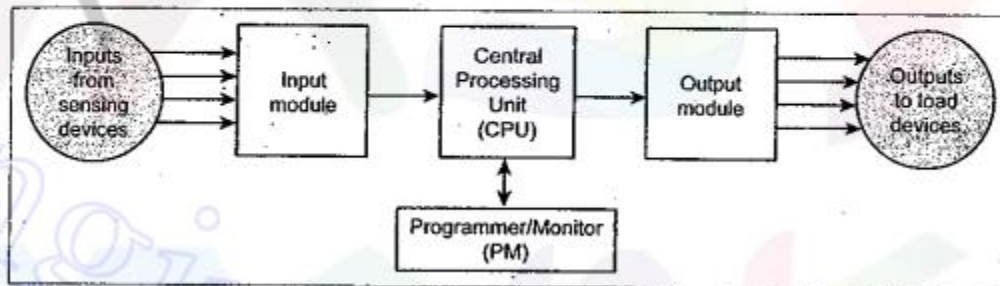 Inputs
from
sensing
devices
Input
module
Central
Processing
Unit
(CPU)
Output
module
Outputs
to load
devices
Programmer/Monitor
(PM)